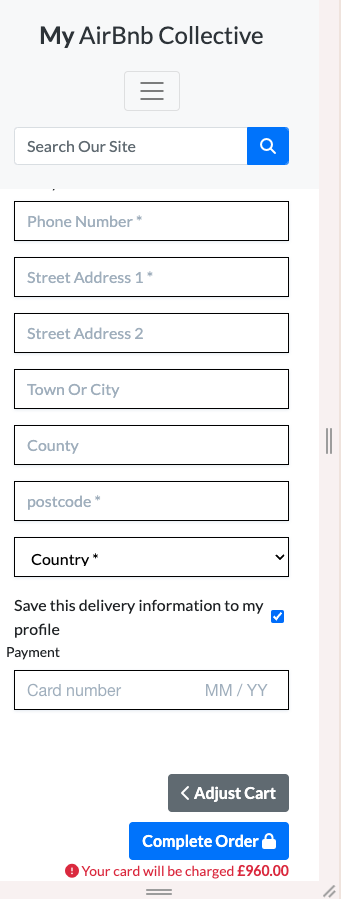 My AirBnb Collective
Search Our Site
Phone Number *
Street Address 1 *
Street Address 2
Town Or City
County
postcode *
Country *
Save this delivery information to my
profile
Payment
Card number MM / YY
Adjust Cart
Complete Order
Your card will be charged £960.00